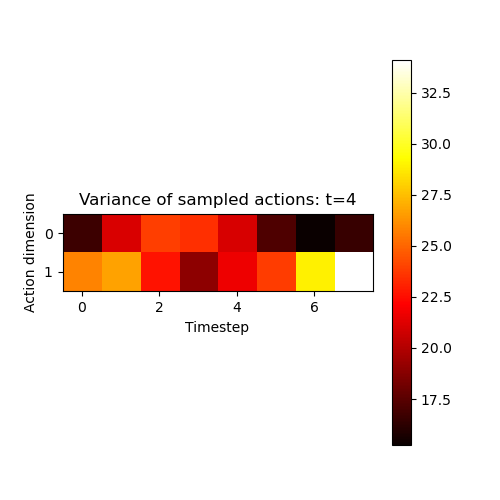 Variance of sampled actions: t=4
Action dimension
0
1
0 2 4 6
Timestep
32.5
30.0
27.5
25.0
22.5
20.0
17.5